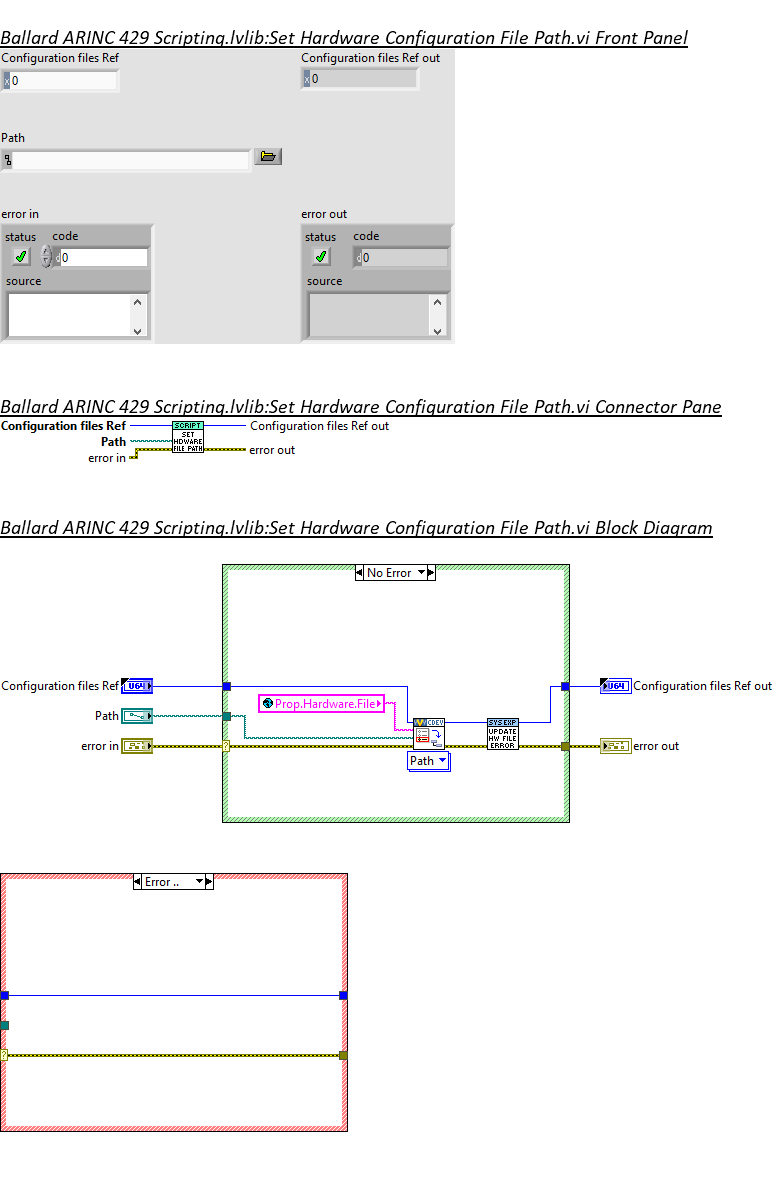 Ballard ARINC 429 Scripting.lvlib:Set Hardware Configuration File Path.vi Front Panel
Configuration files Ref
Configuration files Ref out
x 0
x 0
Path
error in
error out
status code
status code
d 0
d 0
source
source
Ballard ARINC 429 Scripting.lvlib:Set Hardware Configuration File Path.vi Connector Pane
Configuration files Ref
SCRIPT
SET
HDWARE
FILE PATH
Configuration files Ref out
Path
error in
error out
Ballard ARINC 429 Scripting.lvlib:Set Hardware Configuration File Path.vi Block Diagram
No Error
Configuration files Ref
U64
U64
Configuration files Ref out
Prop.Hardware.File
Path
CDEV
SYSEXP
UPDATE
HW FILE
ERROR
error in
?
error out
Path
Error ..
?